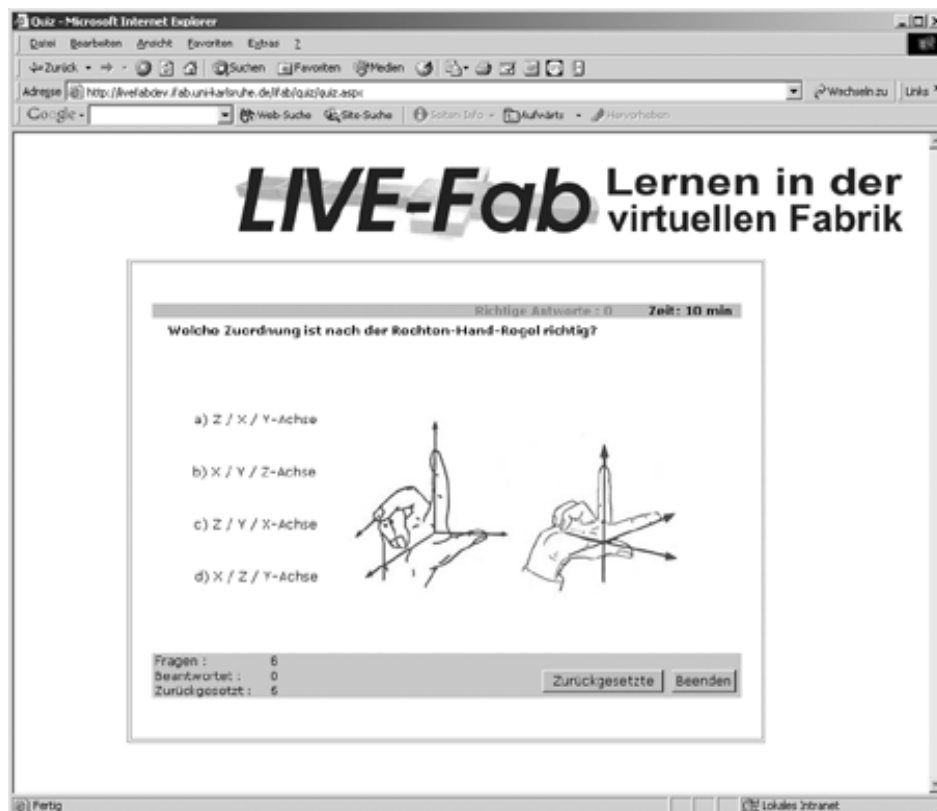 Quiz - Microsoft Internet Explorer
Datei Bearbeiten Ansicht Favoriten Extras ?
Zurück Suchen Favoriten Medien
Adresse http://livefabdev.ifab.uni-karlsruhe.de/lfab/quiz/quiz.aspx Wechseln zu Links
Google Web-Suche Site-Suche Seiten Info Aufwärts Hervorheben
LIVE-Fab Lernen in der
virtuellen Fabrik
Richtige Antworte : 0 Zeit: 10 min
Welche Zuordnung ist nach der Rechten-Hand-Regel richtig?
a) Z / X / Y-Achse
b) X / Y / Z-Achse
c) Z / Y / X-Achse
d) X / Z / Y-Achse
Fragen : 6
Beantwortet : 0
Zurückgesetzt : 6
Zurückgesetzte Beenden
Fertig Lokales Intranet